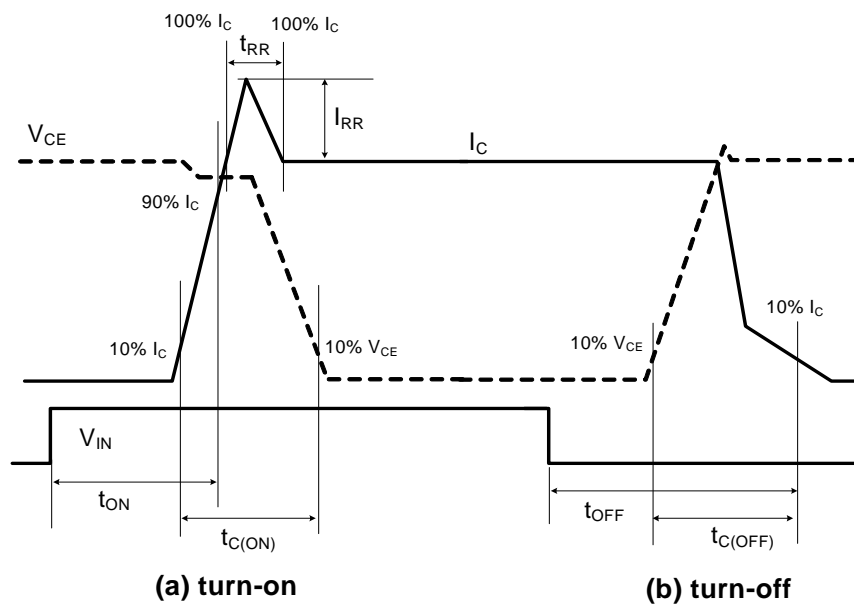 100% IC 100% IC
tRR
IRR
VCE IC
90% IC
10% IC
10% IC 10% VCE 10% VCE
VIN
tON tOFF
tC(ON) tC(OFF)
(a) turn-on (b) turn-off